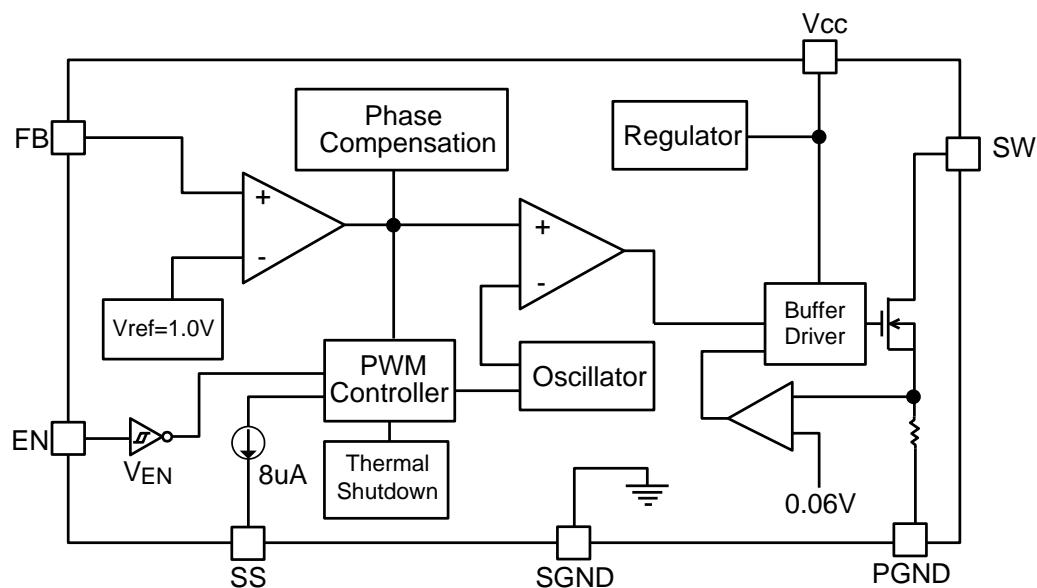 Vcc
FB
Phase
Compensation
Regulator
SW
+
-
+
-
Vref=1.0V
Buffer
Driver
PWM
Controller
Oscillator
EN
VEN
8uA
Thermal
Shutdown
0.06V
SS
SGND
PGND